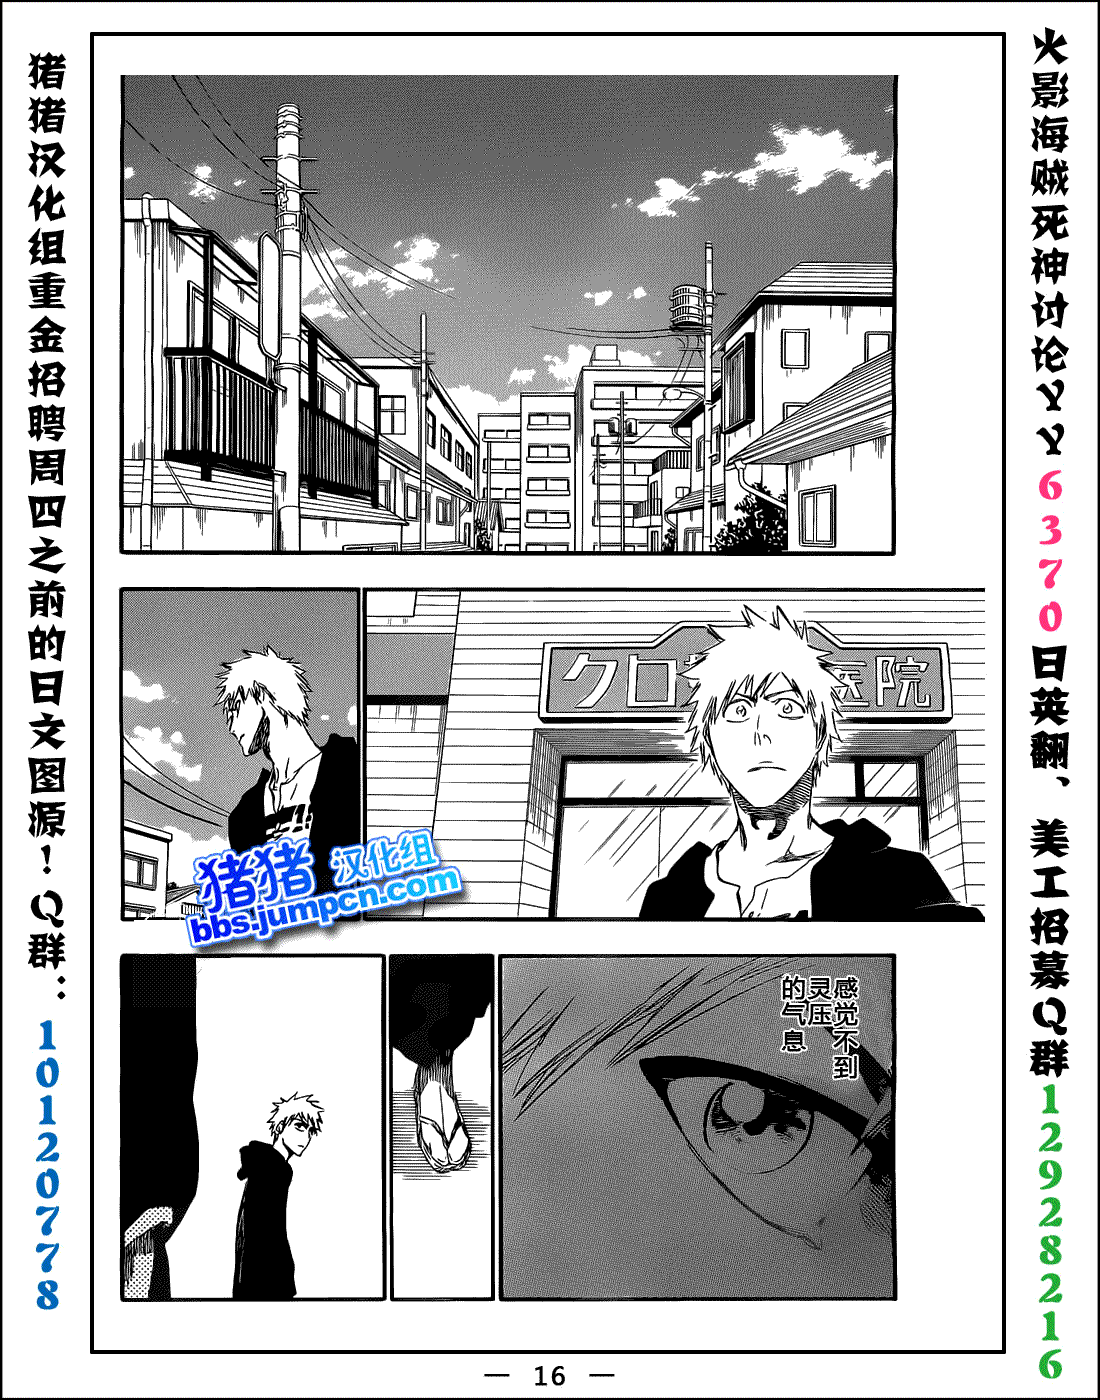 火影海贼死神讨论YY6370日英翻、美工招募Q群12928216
クロ
医院
猪猪汉化组
bbs.jumpcn.com
感觉不到
灵压
的气息
猪猪汉化组重金招聘周四之前的日文图源！Q群：10120778
— 16 —